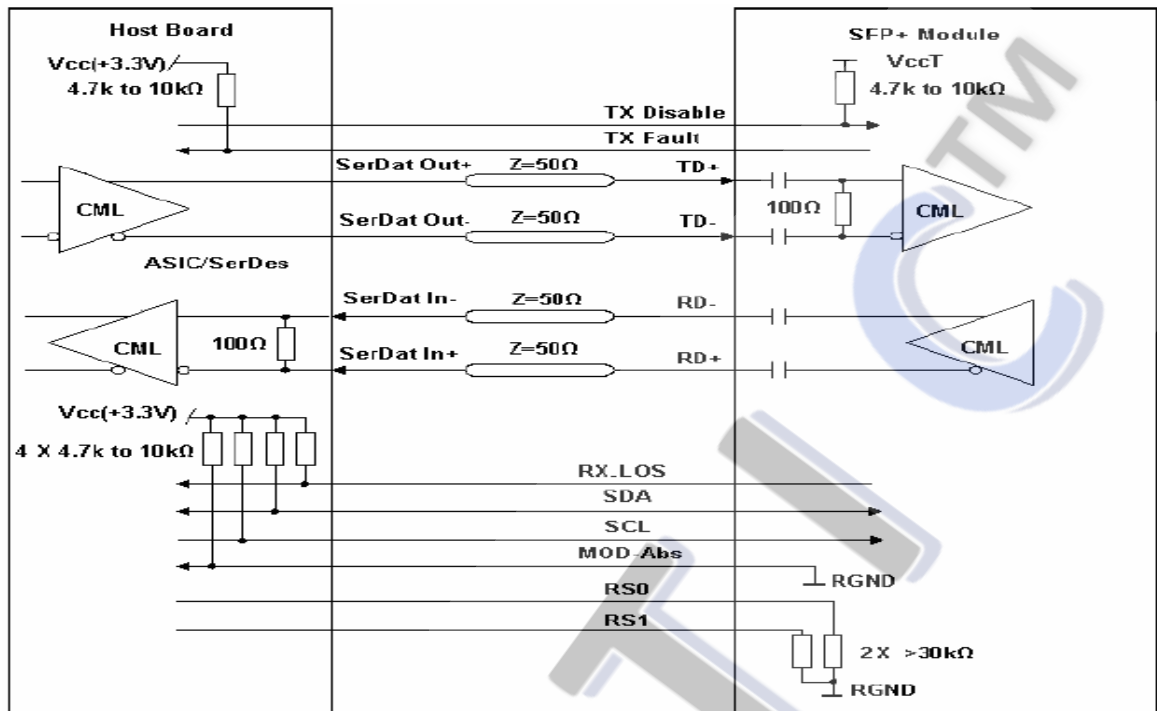 Host Board
SFP+ Module
Vcc(+3.3V)
4.7k to 10kΩ
VccT
4.7k to 10kΩ
TX Disable
TX Fault
SerDat Out+
Z=50Ω
TD+
CML
100Ω
CML
SerDat Out-
Z=50Ω
TD-
ASIC/SerDes
SerDat In-
Z=50Ω
RD-
CML
100Ω
CML
SerDat In+
Z=50Ω
RD+
Vcc(+3.3V)
4 X 4.7k to 10kΩ
RX_LOS
SDA
SCL
MOD-Abs
RGND
RS0
RS1
2X >30kΩ
RGND
TIC TM